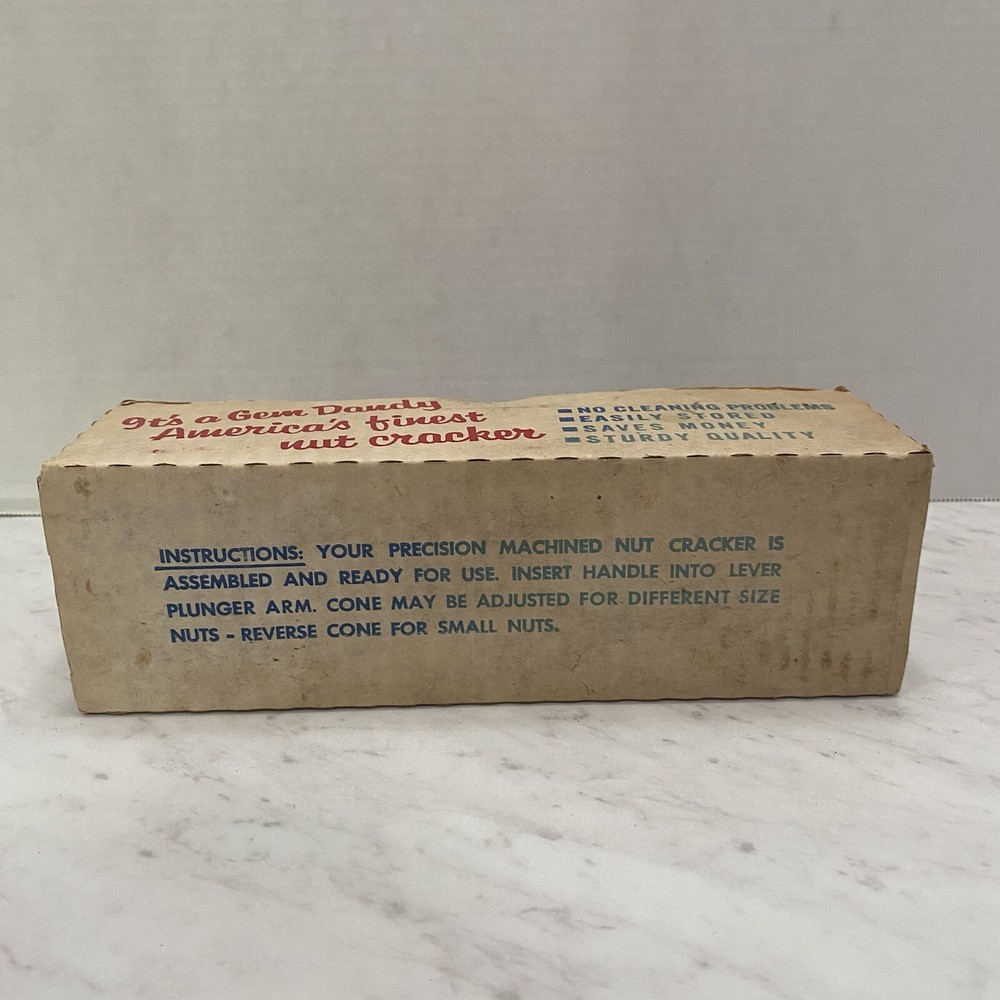 It's a Gem Dandy
America's finest
nut cracker
NO CLEANING PROBLEMS
EASILY STORED
SAVES MONEY
STURDY QUALITY
INSTRUCTIONS: YOUR PRECISION MACHINED NUT CRACKER IS
ASSEMBLED AND READY FOR USE. INSERT HANDLE INTO LEVER
PLUNGER ARM. CONE MAY BE ADJUSTED FOR DIFFERENT SIZE
NUTS - REVERSE CONE FOR SMALL NUTS.